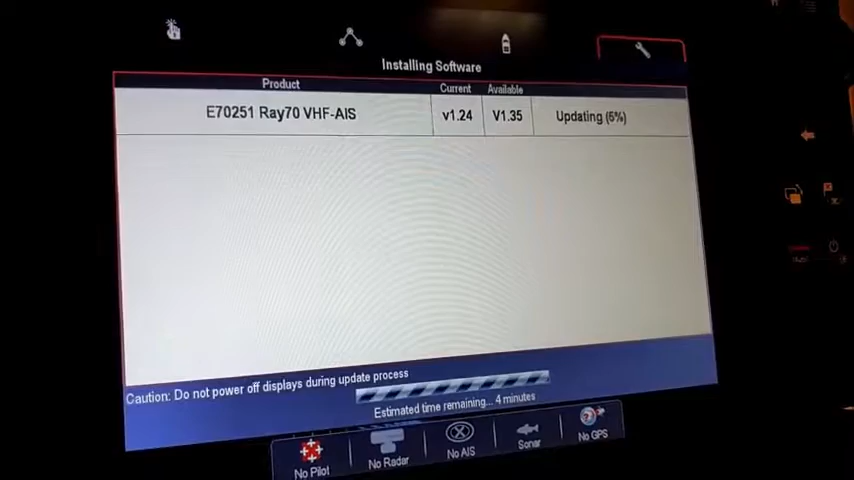 Installing Software
Product Current Available
E70251 Ray70 VHF-AIS v1.24 V1.35 Updating (6%)
Caution: Do not power off displays during update process
Estimated time remaining... 4 minutes
No Pilot
No Radar
No AIS
Sonar
No GPS